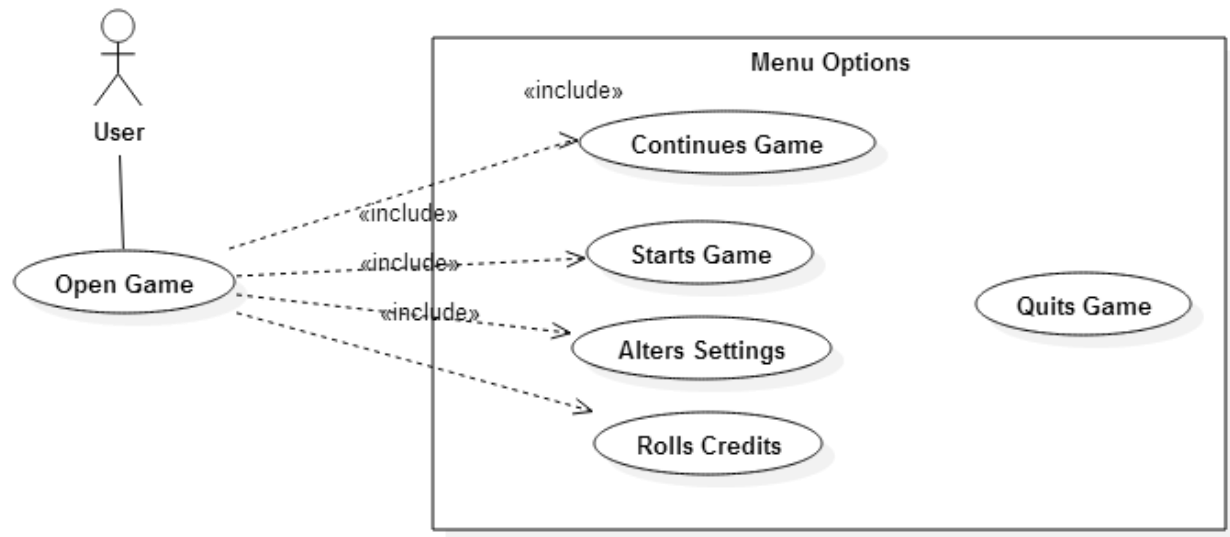 Menu Options
«include»
User
Continues Game
«include»
Starts Game
«include»
Open Game
Quits Game
«include»
Alters Settings
Rolls Credits